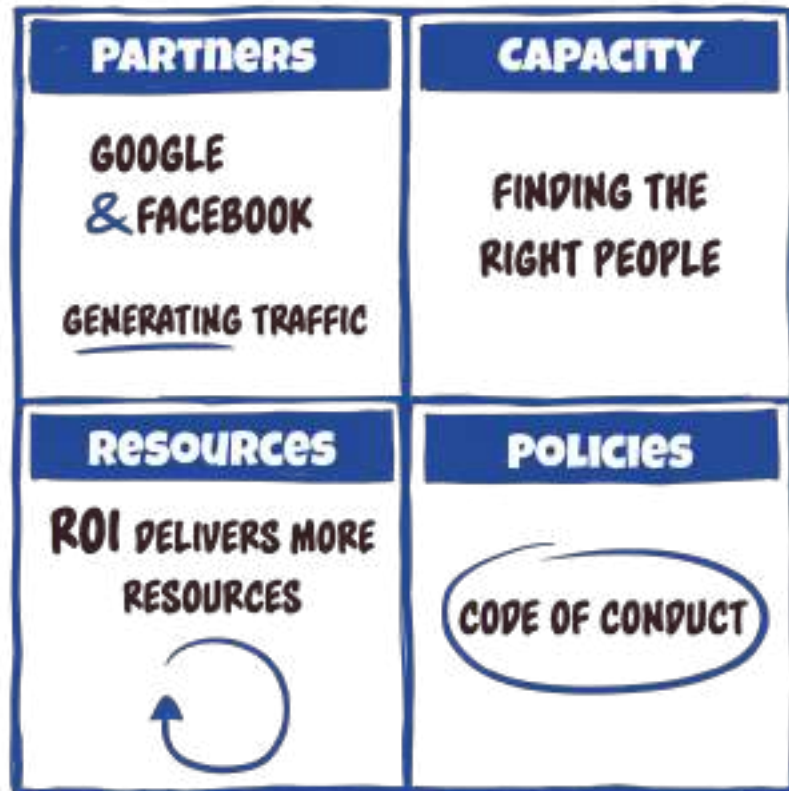 PARTNERS
GOOGLE
& FACEBOOK
GENERATING TRAFFIC
CAPACITY
FINDING THE
RIGHT PEOPLE
RESOURCES
ROI DELIVERS MORE
RESOURCES
POLICIES
CODE OF CONDUCT